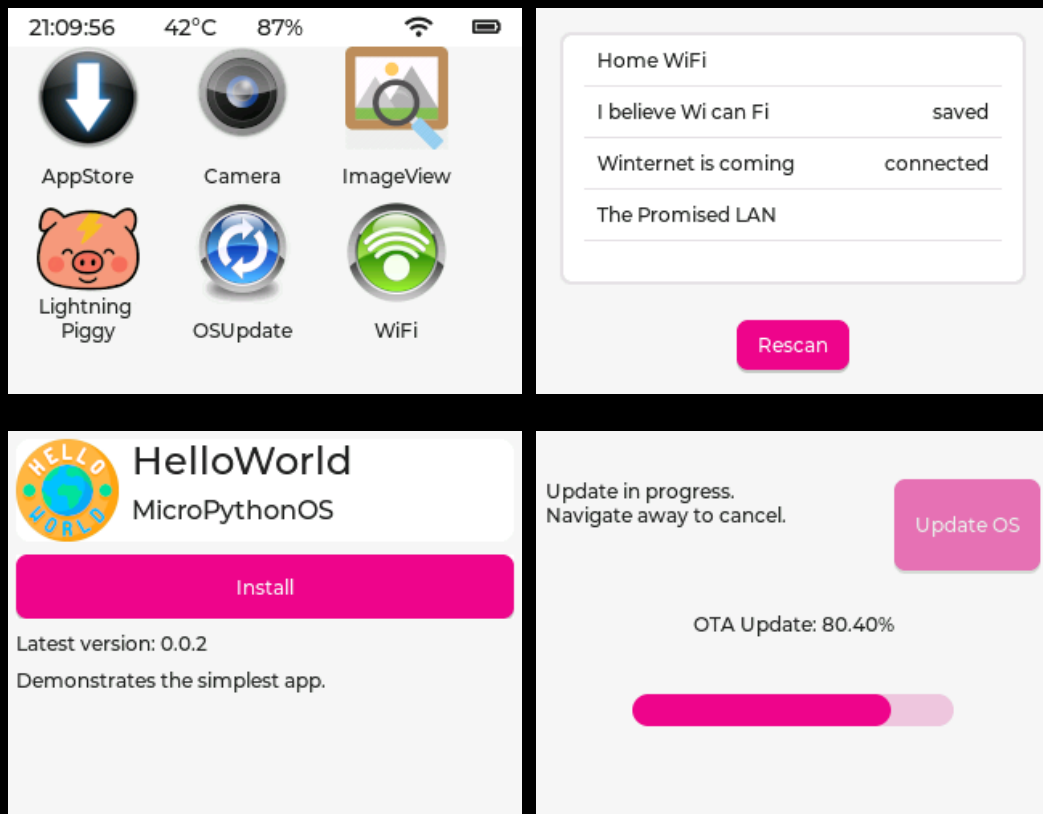 21:09:56 42°C 87%
AppStore Camera ImageView
Lightning
Piggy OSUpdate WiFi
Home WiFi
I believe Wi can Fi saved
Winternet is coming connected
The Promised LAN
Rescan
HELLO
WORLD
HelloWorld
MicroPythonOS
Install
Latest version: 0.0.2
Demonstrates the simplest app.
Update in progress.
Navigate away to cancel.
Update OS
OTA Update: 80.40%